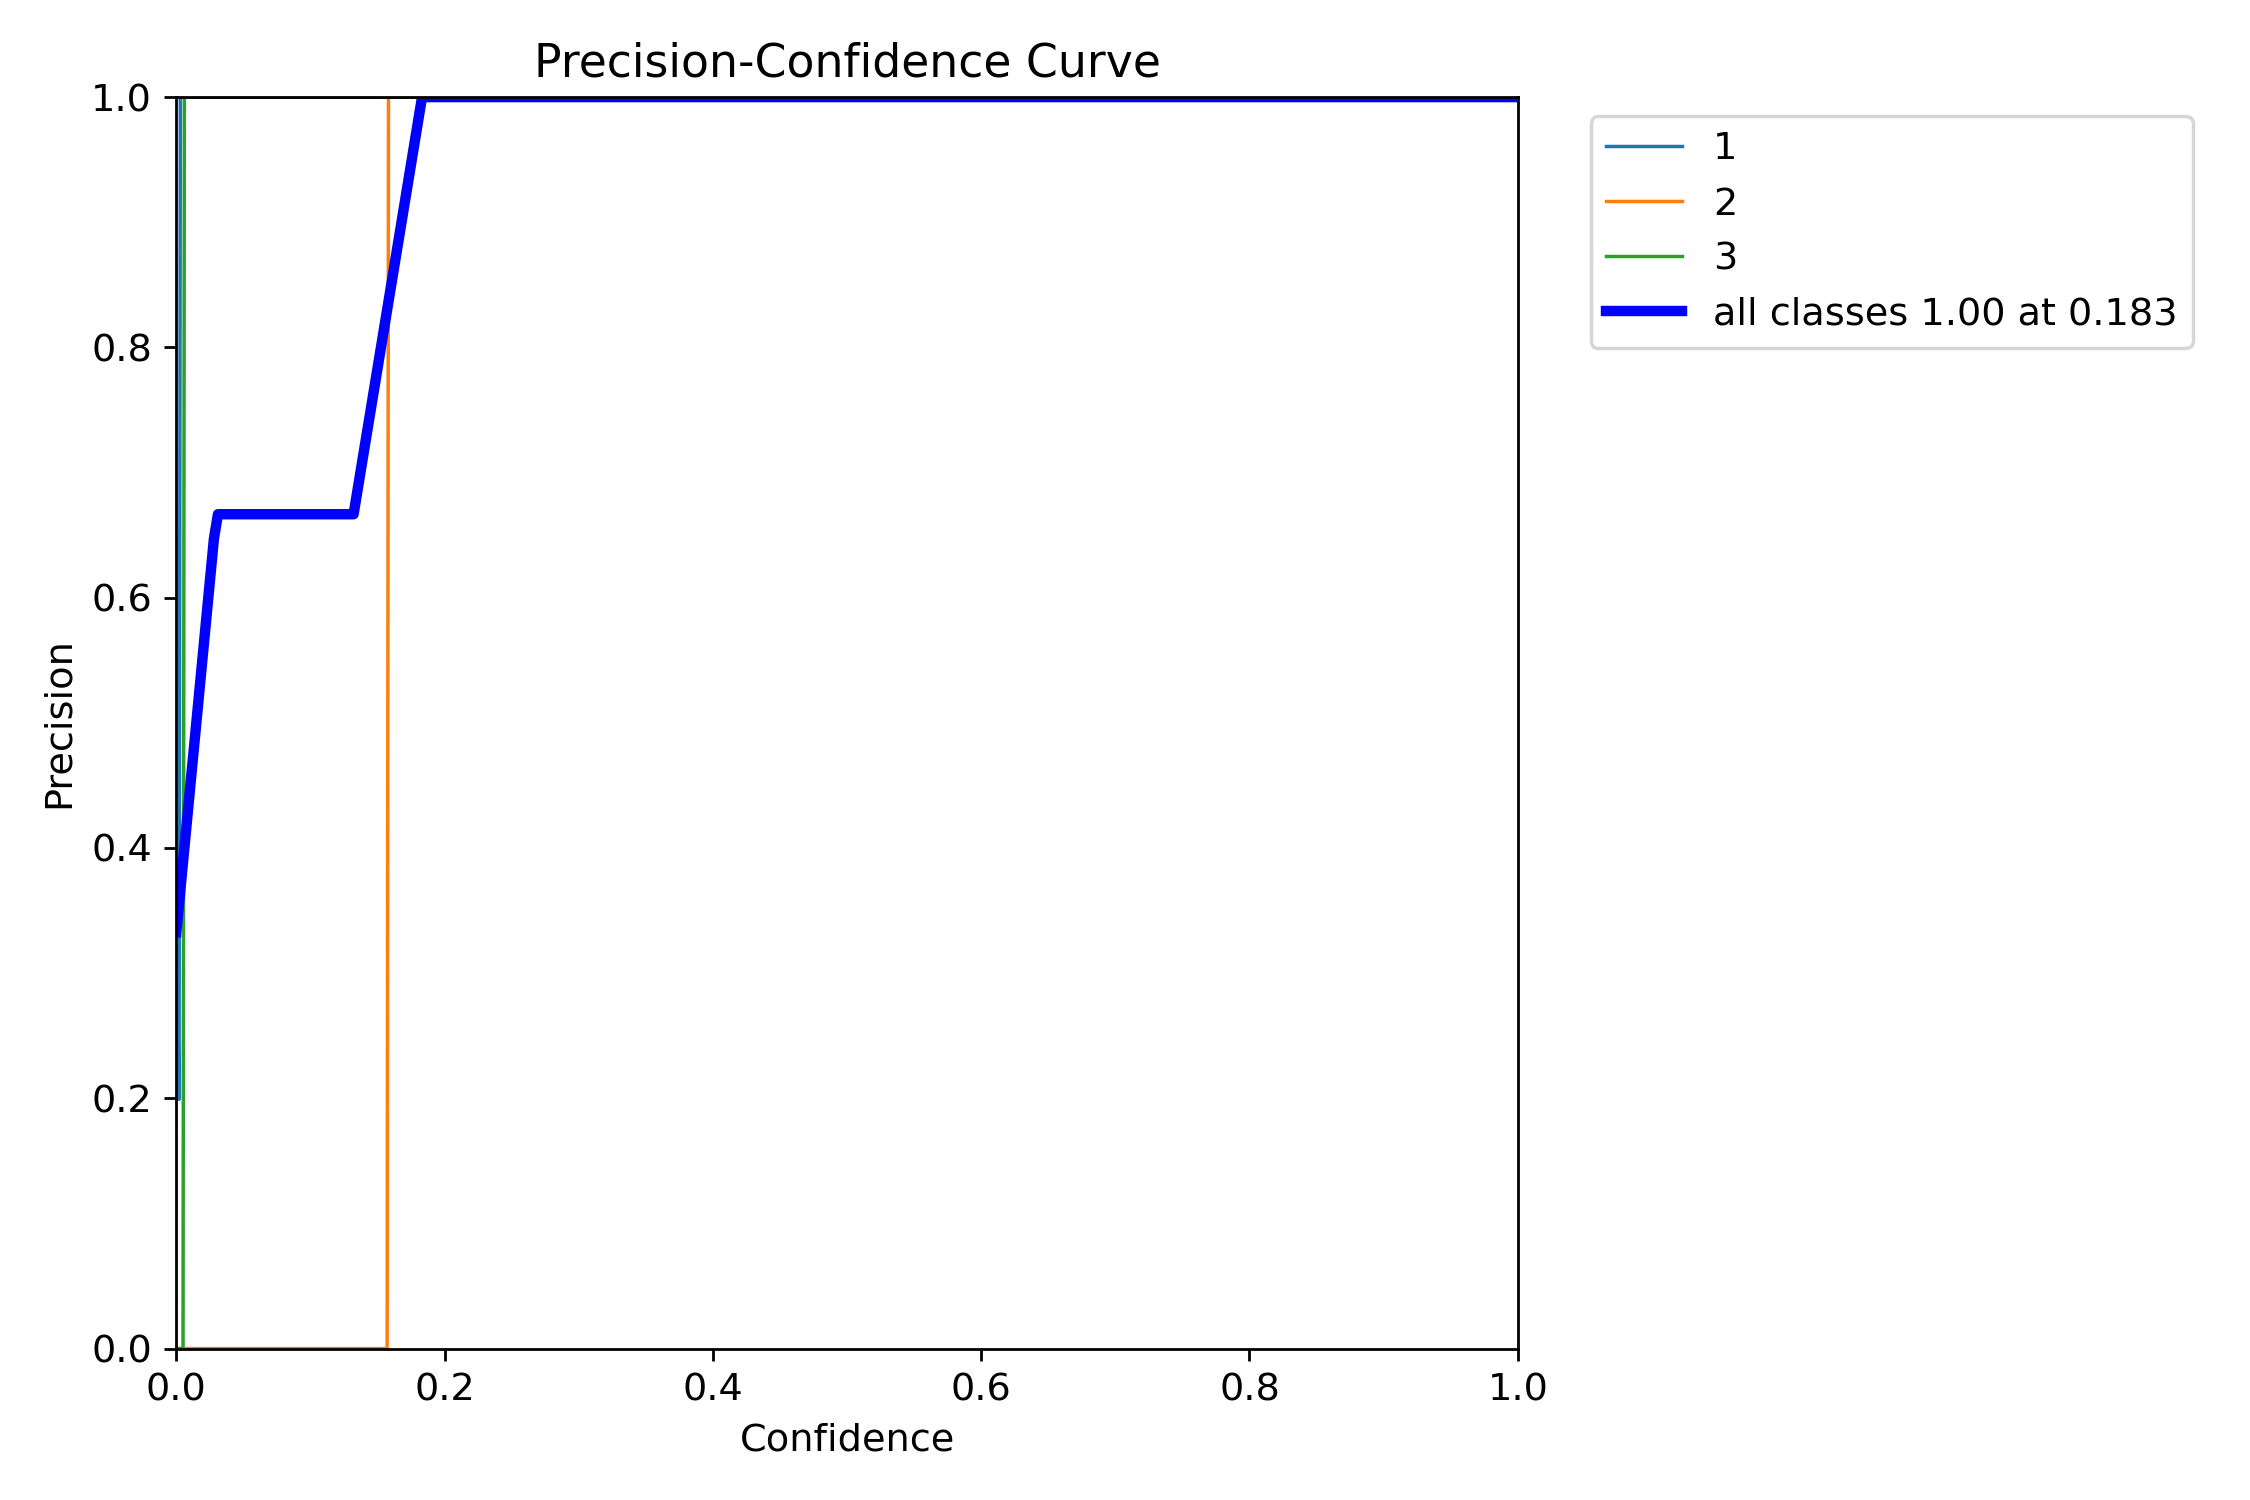 Precision-Confidence Curve
1.0
0.8
0.6
0.4
0.2
0.0
Precision
0.0 0.2 0.4 0.6 0.8 1.0
Confidence
1
2
3
all classes 1.00 at 0.183